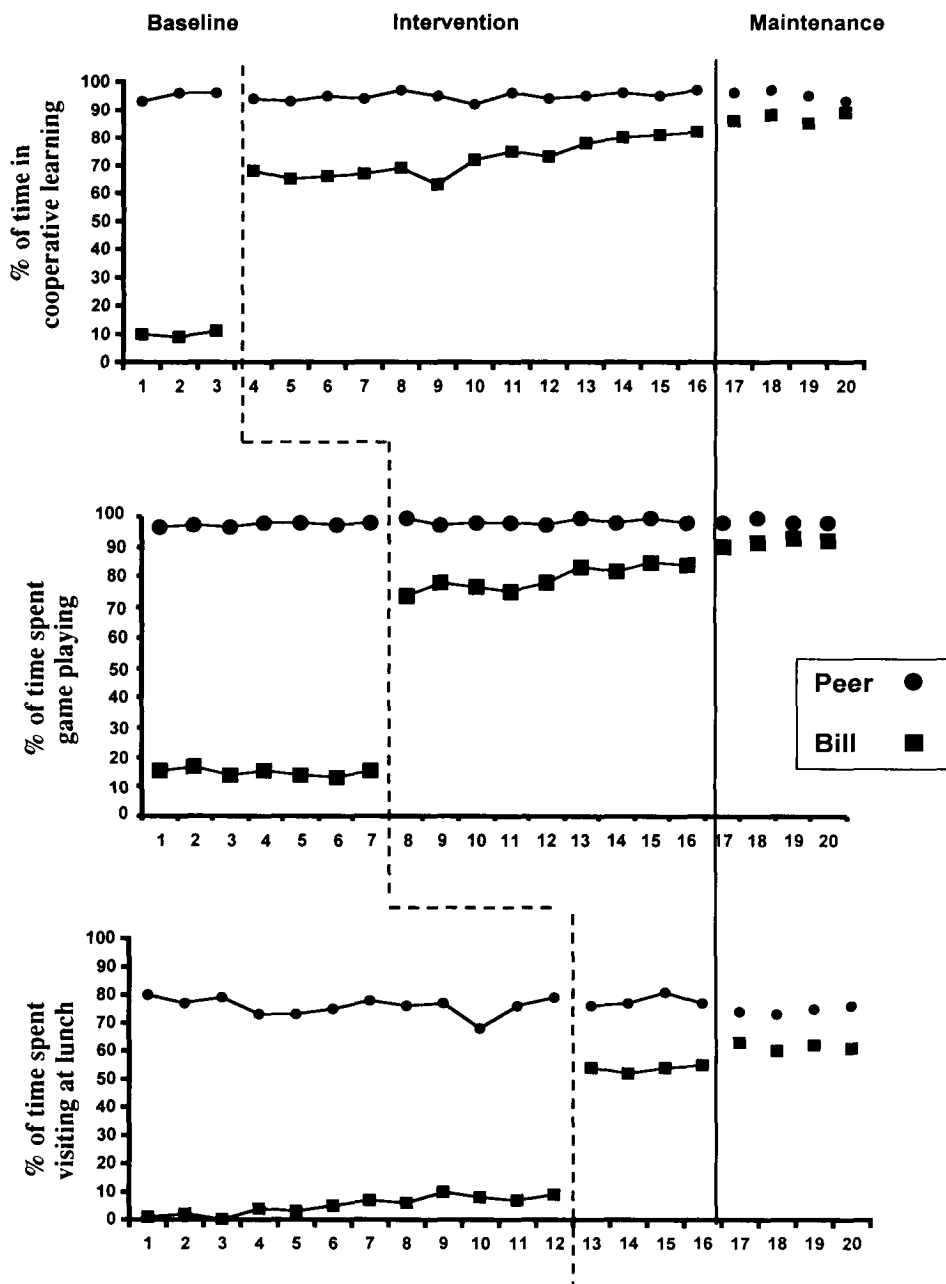 Baseline Intervention Maintenance
% of time in
cooperative learning
100
90
80
70
60
50
40
30
20
10
0
1 2 3 4 5 6 7 8 9 10 11 12 13 14 15 16 17 18 19 20
% of time spent
game playing
100
90
80
70
60
50
40
30
20
10
0
1 2 3 4 5 6 7 8 9 10 11 12 13 14 15 16 17 18 19 20
Peer
Bill
% of time spent
visiting at lunch
100
90
80
70
60
50
40
30
20
10
0
1 2 3 4 5 6 7 8 9 10 11 12 13 14 15 16 17 18 19 20